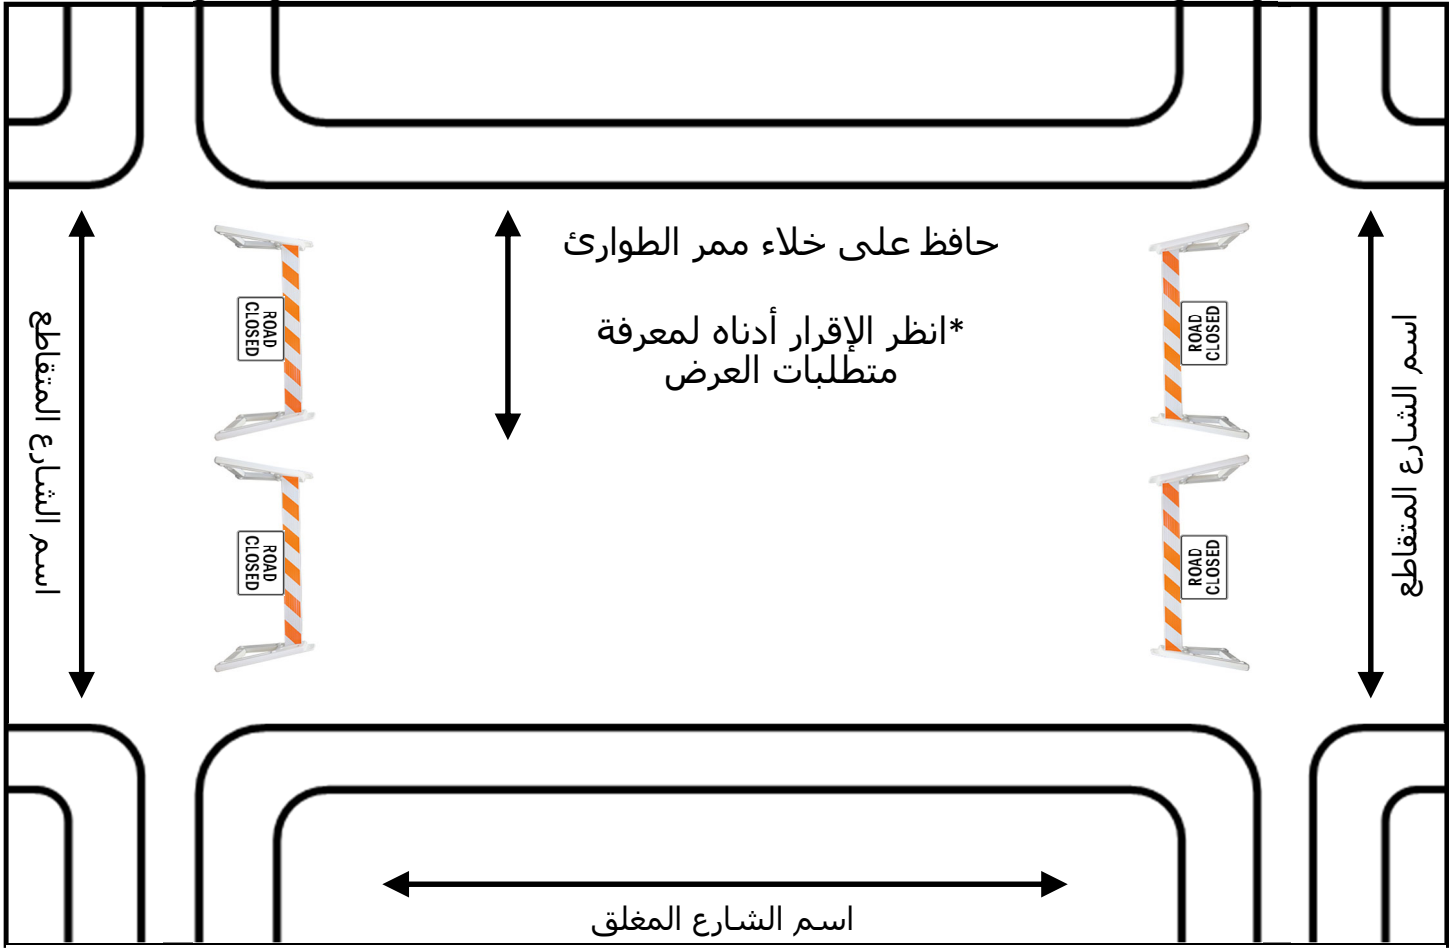 حافظ على خلاء ممر الطوارئ
*انظر الإقرار أدناه لمعرفة
متطلبات العرض
اسم الشارع المتقاطع
ROAD
CLOSED
ROAD
CLOSED
ROAD
CLOSED
ROAD
CLOSED
اسم الشارع المتقاطع
اسم الشارع المغلق